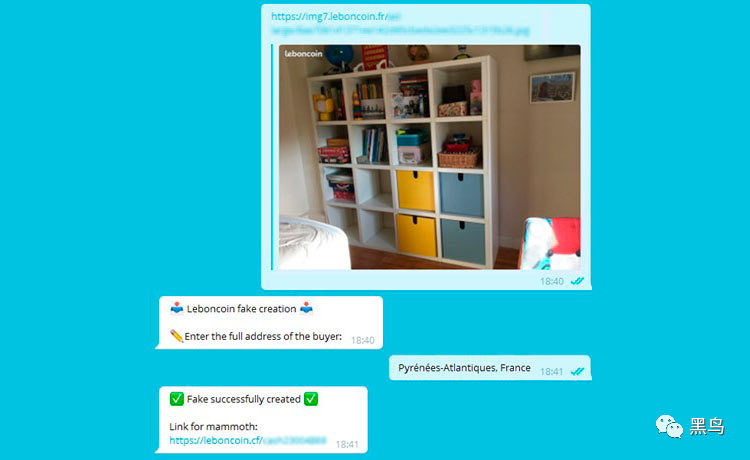 https://img7.leboncoin.fr/
leboncoin
18:40
Leboncoin fake creation
Enter the full address of the buyer: 18:40
Pyrénées-Atlantiques, France 18:41
Fake successfully created
Link for mammoth:
https://leboncoin.cf/ 18:41
黑鸟